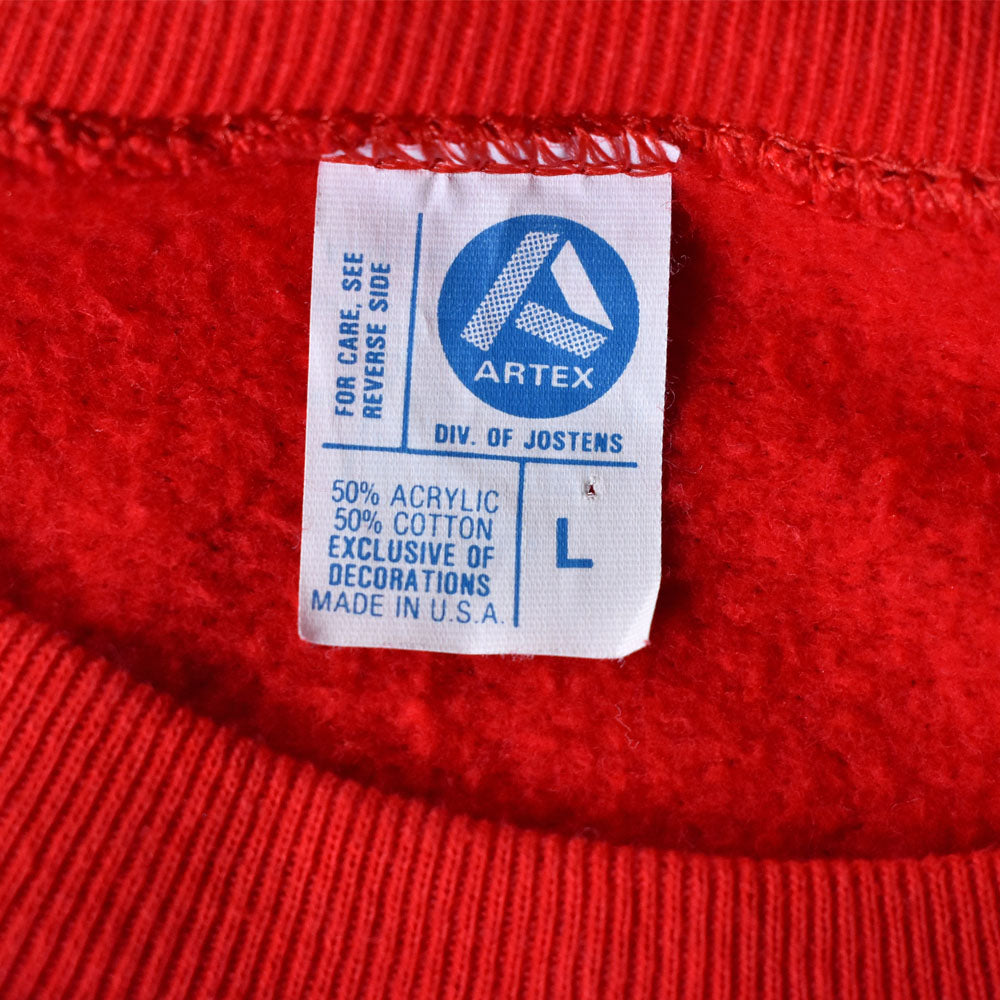 FOR CARE, SEE
REVERSE SIDE
ARTEX
DIV. OF JOSTENS
50% ACRYLIC
50% COTTON
EXCLUSIVE OF
DECORATIONS
MADE IN U.S.A.
L